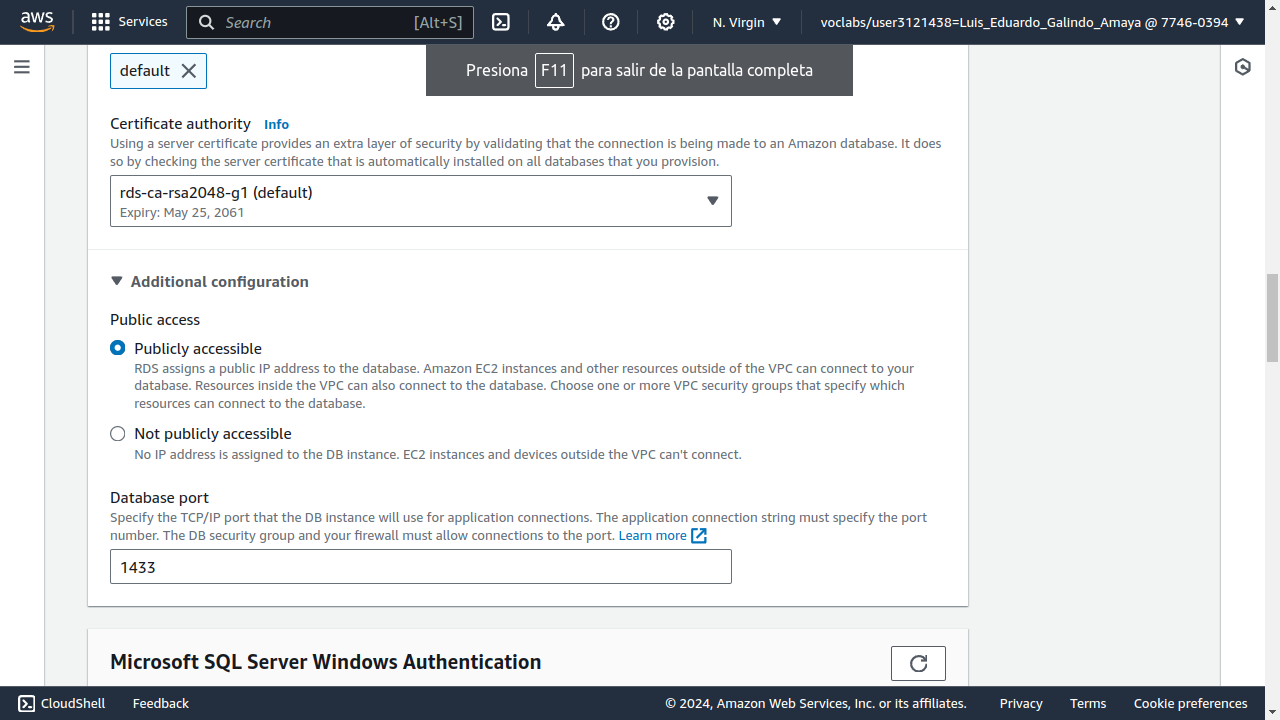 aws
Services
Search
[Alt+S]
N. Virgin
voclabs/user3121438=Luis_Eduardo_Galindo_Amaya @ 7746-0394
default
Presiona F11 para salir de la pantalla completa
Certificate authority Info
Using a server certificate provides an extra layer of security by validating that the connection is being made to an Amazon database. It does
so by checking the server certificate that is automatically installed on all databases that you provision.
rds-ca-rsa2048-g1 (default)
Expiry: May 25, 2061
Additional configuration
Public access
Publicly accessible
RDS assigns a public IP address to the database. Amazon EC2 instances and other resources outside of the VPC can connect to your
database. Resources inside the VPC can also connect to the database. Choose one or more VPC security groups that specify which
resources can connect to the database.
Not publicly accessible
No IP address is assigned to the DB instance. EC2 instances and devices outside the VPC can't connect.
Database port
Specify the TCP/IP port that the DB instance will use for application connections. The application connection string must specify the port
number. The DB security group and your firewall must allow connections to the port. Learn more
1433
Microsoft SQL Server Windows Authentication
CloudShell
Feedback
© 2024, Amazon Web Services, Inc. or its affiliates.
Privacy
Terms
Cookie preferences